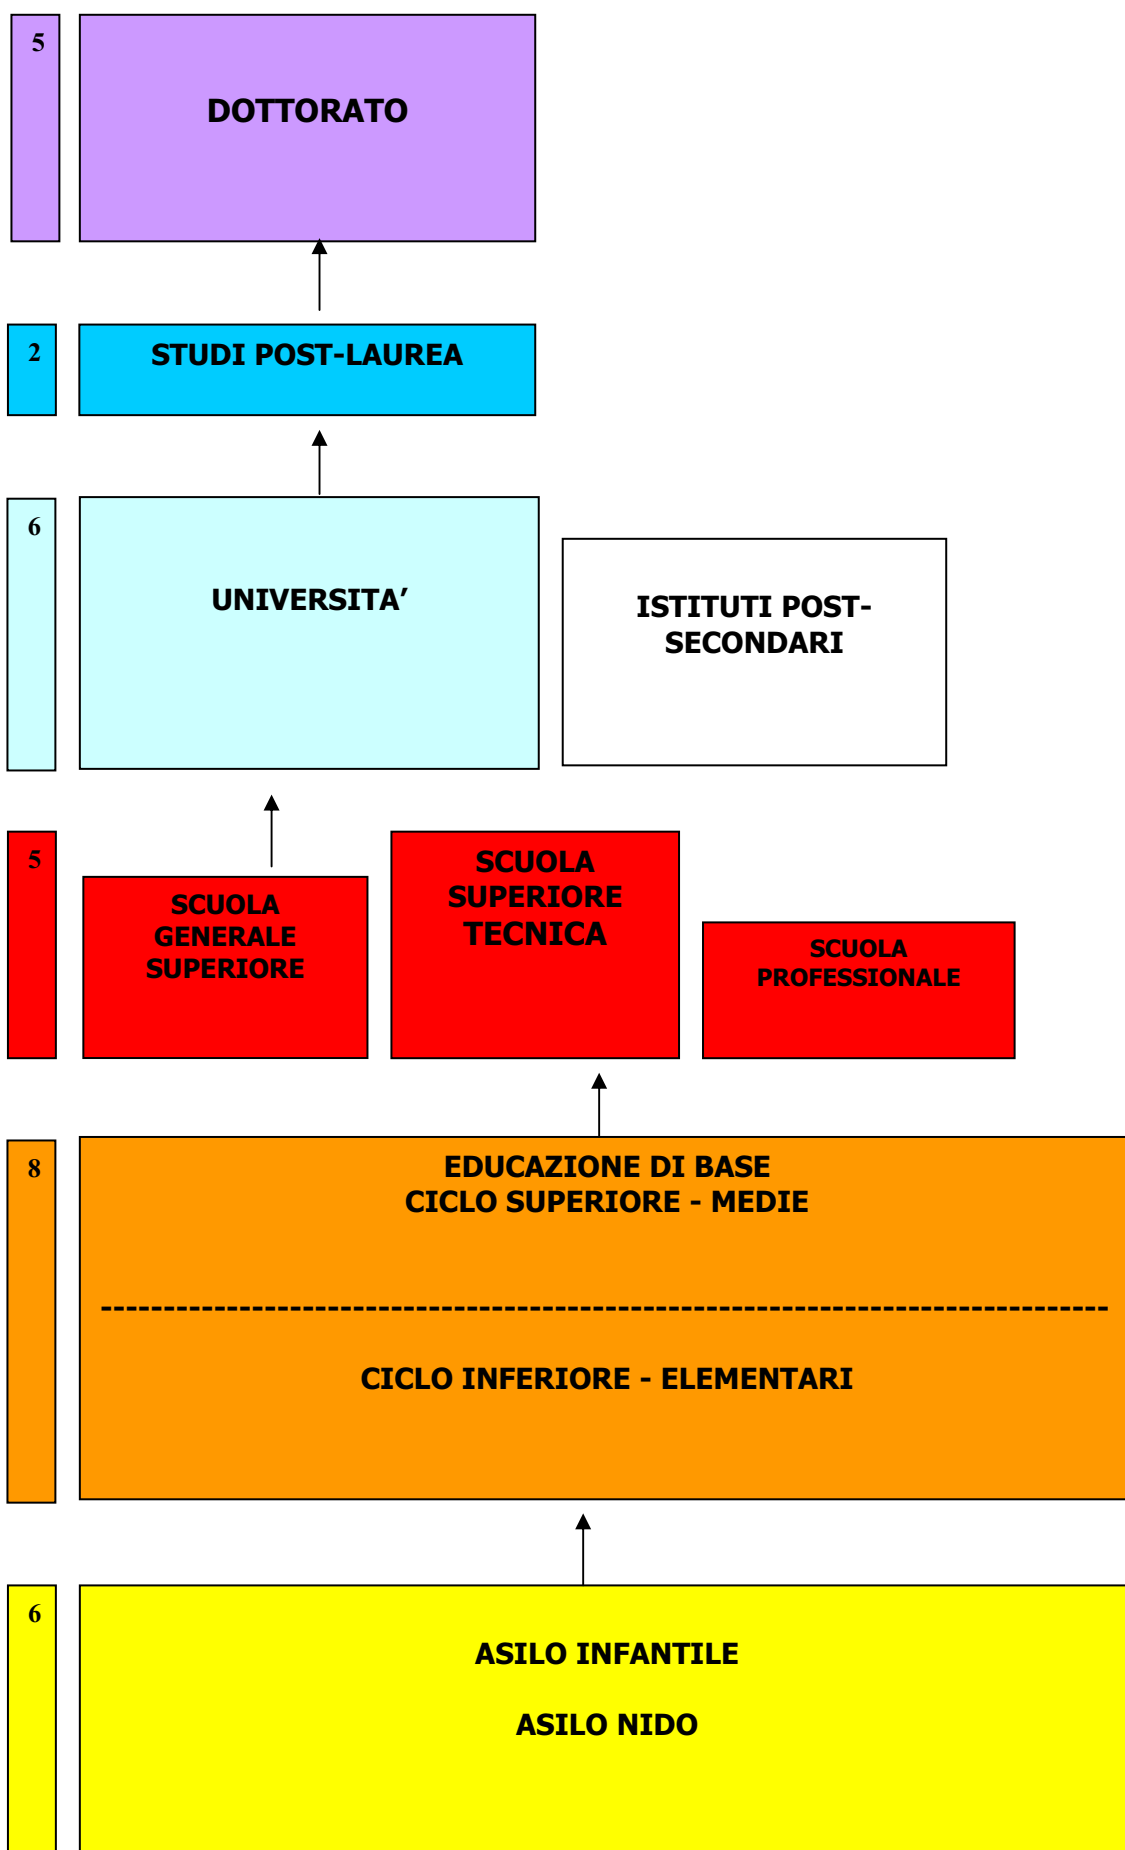 5
DOTTORATO
2
STUDI POST-LAUREA
6
UNIVERSITA’
ISTITUTI POST-
SECONDARI
5
SCUOLA
GENERALE
SUPERIORE
SCUOLA
SUPERIORE
TECNICA
SCUOLA
PROFESSIONALE
8
EDUCAZIONE DI BASE
CICLO SUPERIORE - MEDIE
--------------------------------------------------------------------------------
CICLO INFERIORE - ELEMENTARI
6
ASILO INFANTILE
ASILO NIDO